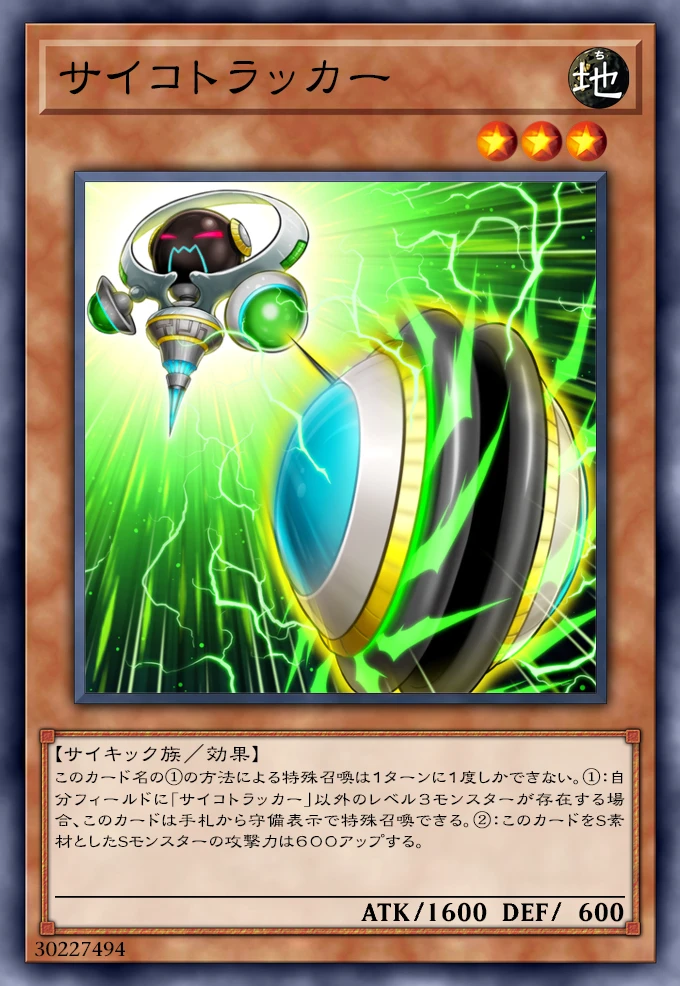 サイコトラッカー
ち
地
【サイキック族／効果】
このカード名の①の方法による特殊召喚は1ターンに1度しかできない。①：自
分フィールドに「サイコトラッカー」以外のレベル3モンスターが存在する場
合、このカードは手札から守備表示で特殊召喚できる。②：このカードをS素
材としたSモンスターの攻撃力は600アップする。
ATK/1600 DEF/ 600
30227494